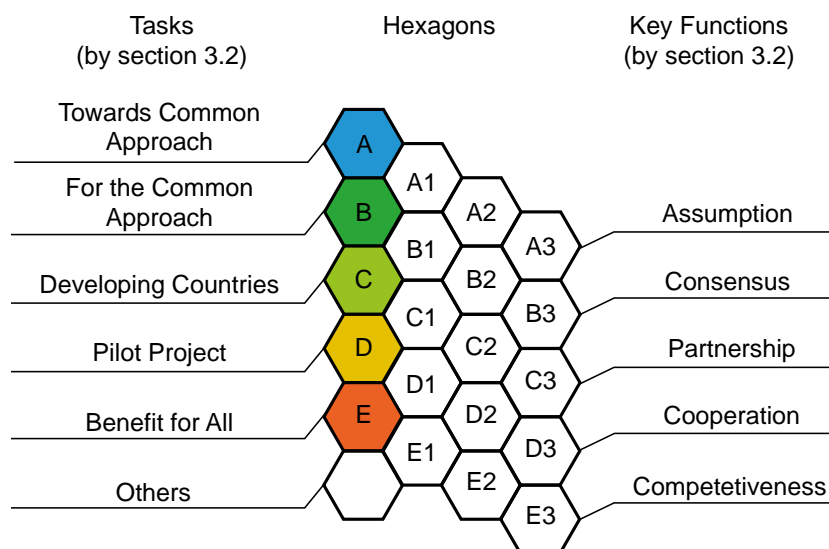 Tasks
(by section 3.2)
Hexagons
Key Functions
(by section 3.2)
Towards Common
Approach
For the Common
Approach
Developing Countries
Pilot Project
Benefit for All
Others
A
B
C
D
E
A1
B1
C1
D1
E1
A2
B2
C2
D2
E2
A3
B3
C3
D3
E3
Assumption
Consensus
Partnership
Cooperation
Competetiveness